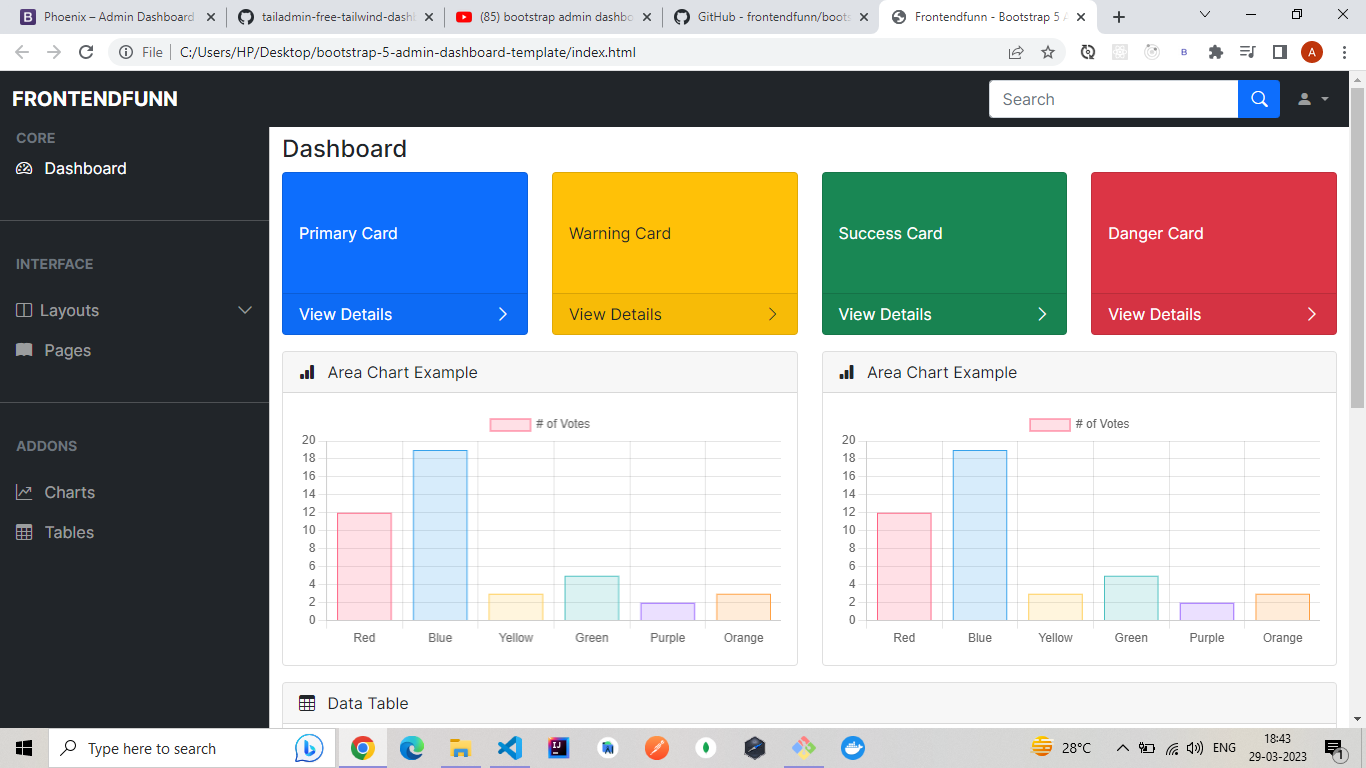 Phoenix – Admin Dashboard
tailadmin-free-tailwind-dash
(85) bootstrap admin dashbo
GitHub - frontendfunn/boots
Frontendfunn - Bootstrap 5 A
File
C:/Users/HP/Desktop/bootstrap-5-admin-dashboard-template/index.html
B
A
FRONTENDFUNN
Search
CORE
Dashboard
INTERFACE
Layouts
Pages
ADDONS
Charts
Tables
Dashboard
Primary Card
Warning Card
Success Card
Danger Card
View Details
View Details
View Details
View Details
Area Chart Example
# of Votes
20
18
16
14
12
10
8
6
4
2
0
Red Blue Yellow Green Purple Orange
Area Chart Example
# of Votes
20
18
16
14
12
10
8
6
4
2
0
Red Blue Yellow Green Purple Orange
Data Table
Type here to search
28°C
ENG
18:43
29-03-2023
1